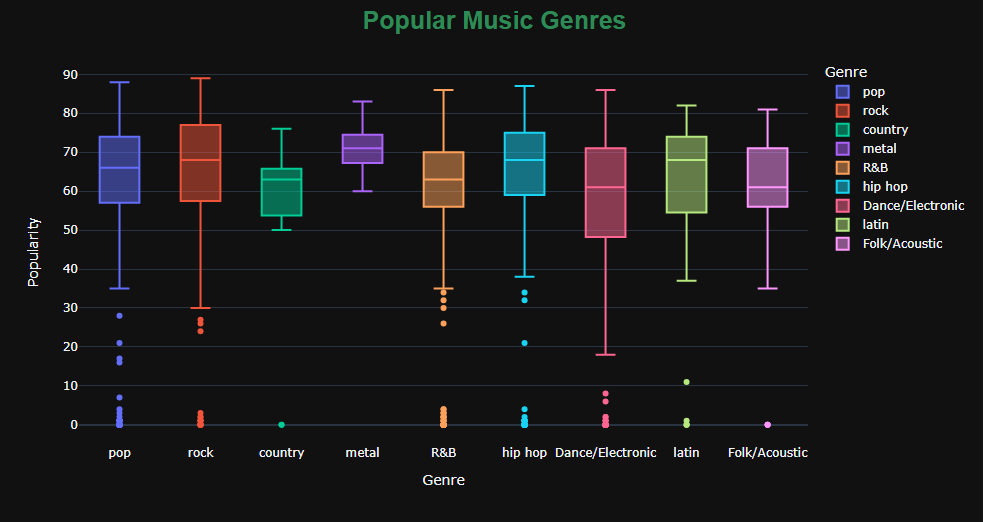 Popular Music Genres
Genre
pop
rock
country
metal
R&B
hip hop
Dance/Electronic
latin
Folk/Acoustic
90
80
70
60
50
40
30
20
10
0
Popularity
pop rock country metal R&B hip hop Dance/Electronic latin Folk/Acoustic
Genre